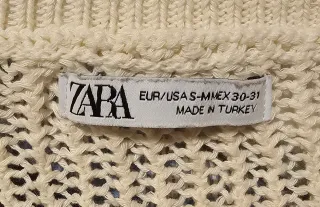 ZARA
EUR/USA S-M MEX 30-31
MADE IN TURKEY